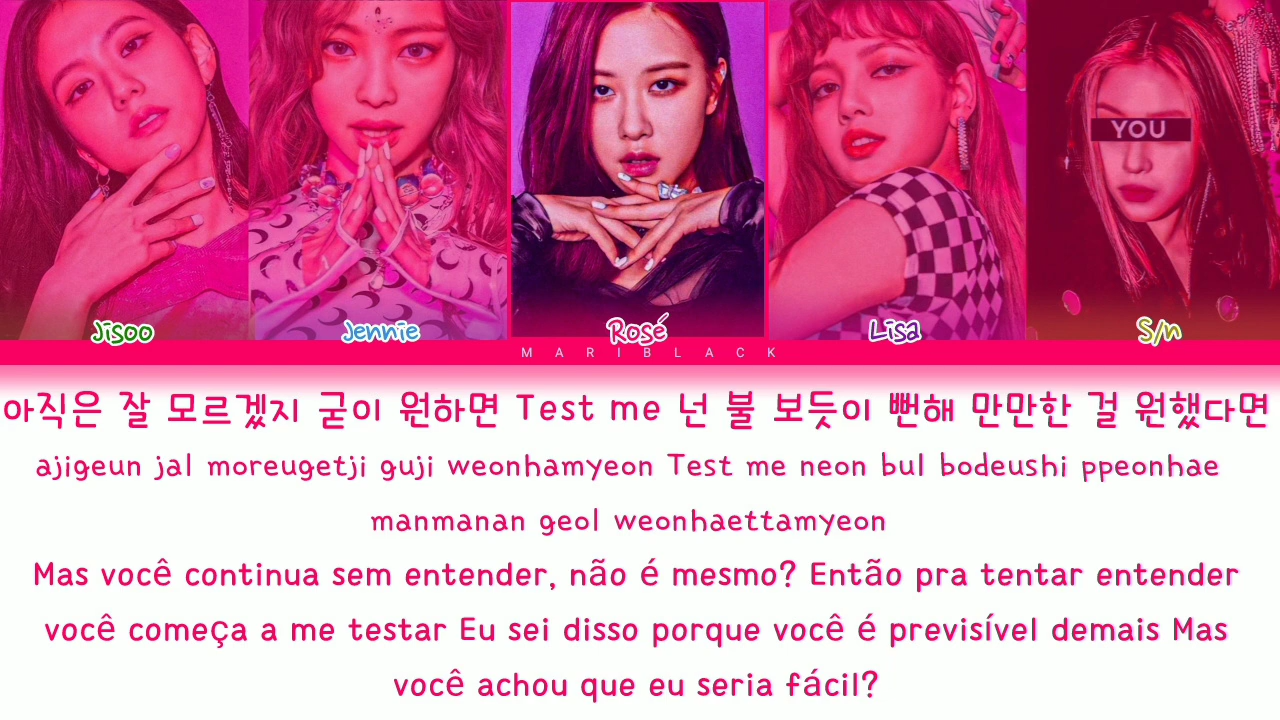 YOU
Jisoo Jennie Rosé Lisa S/n
MARIBLACK
아직은 잘 모르겠지 굳이 원하면 Test me 넌 불 보듯이 뻔해 만만한 걸 원했다면
ajigeun jal moreugetji guji weonhamyeon Test me neon bul bodeushi ppeonhae
manmanan geol weonhaettamyeon
Mas você continua sem entender, não é mesmo? Então pra tentar entender
você começa a me testar Eu sei disso porque você é previsível demais Mas
você achou que eu seria fácil?